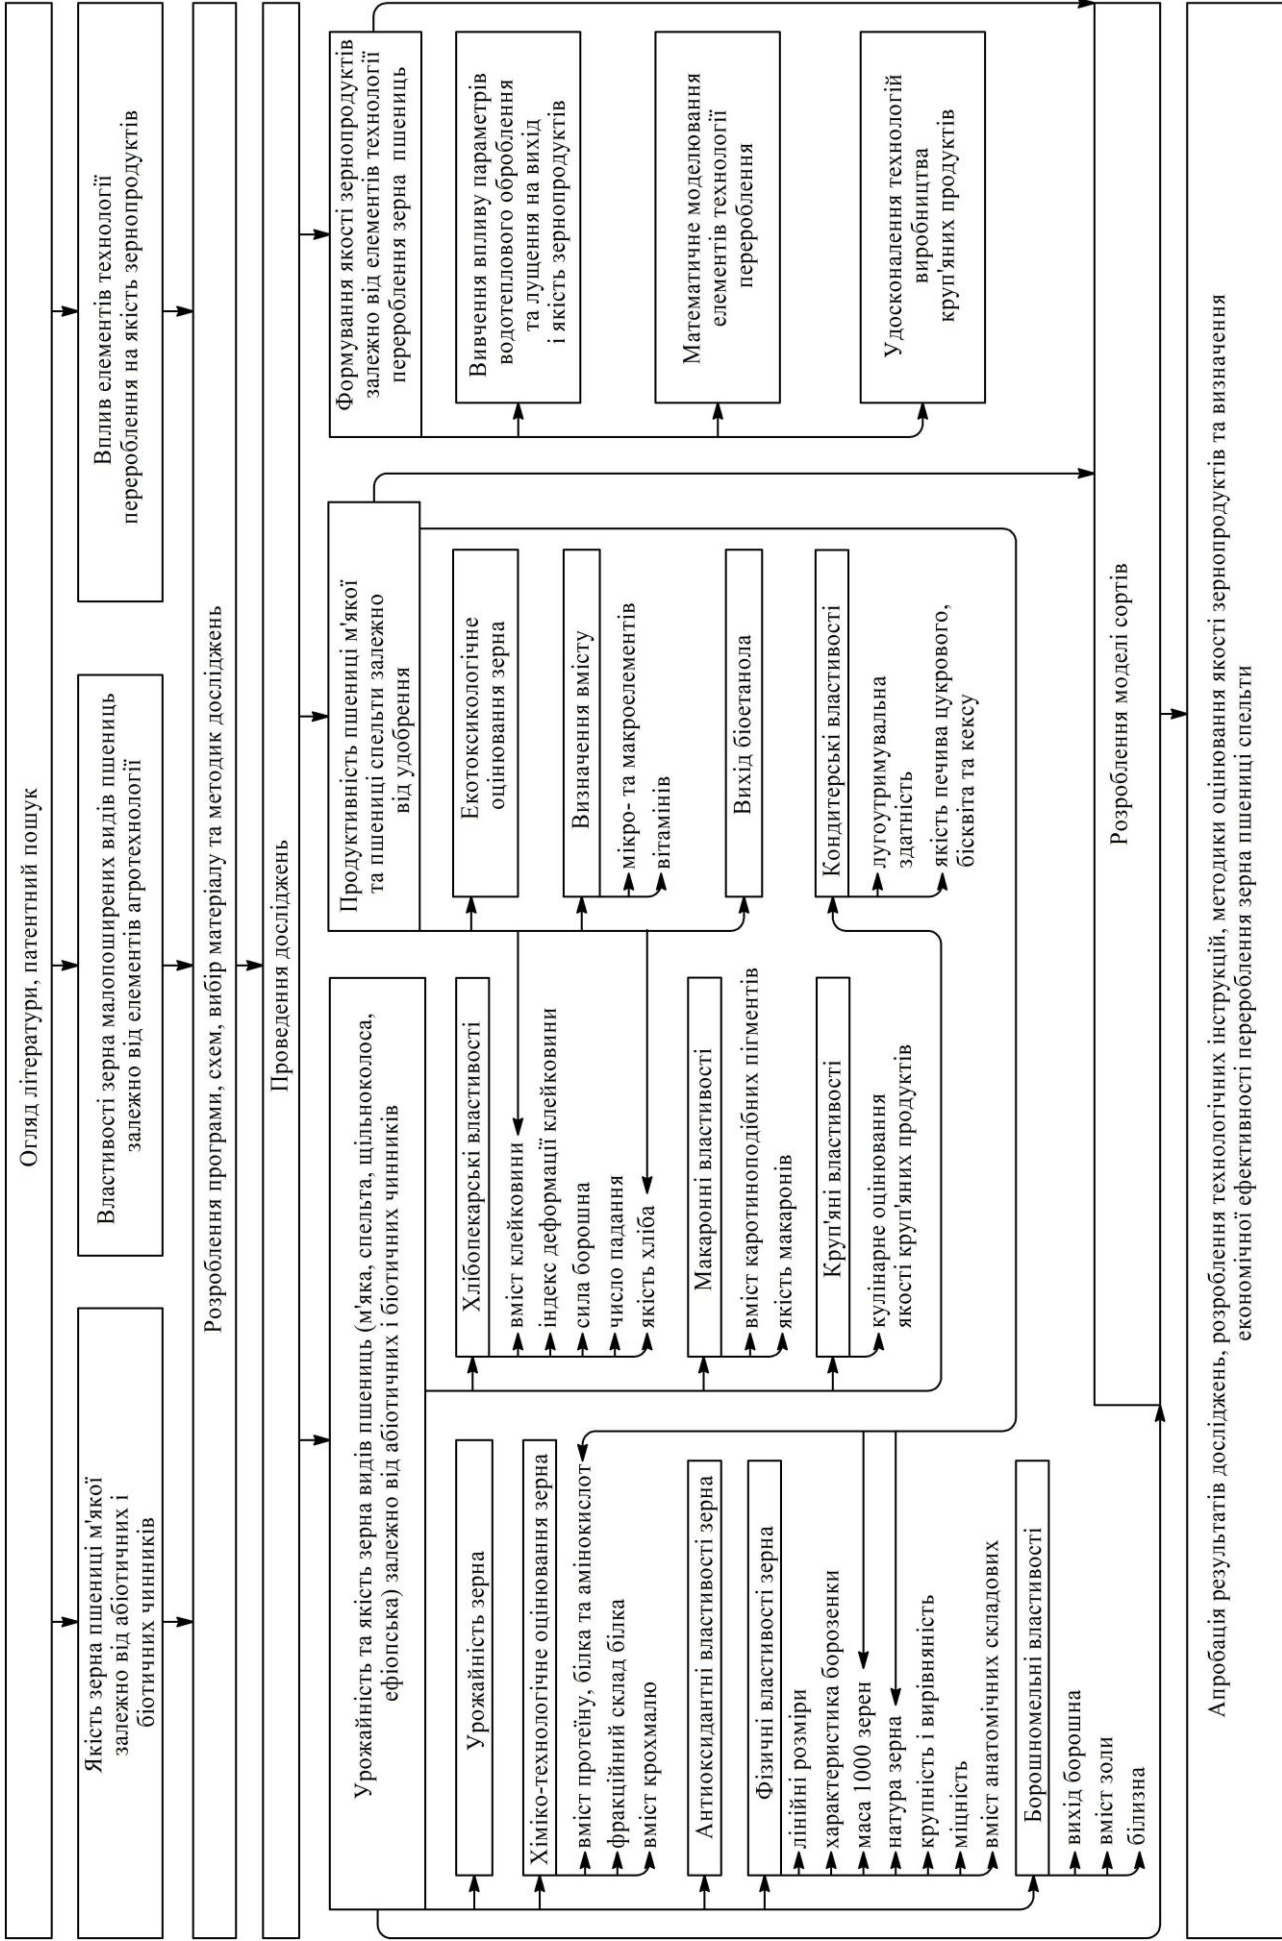 Огляд літератури, патентний пошук
Якість зерна пшениці м'якої
залежно від абіотичних і
біотичних чинників
Властивості зерна малопоширених видів пшениць
залежно від елементів агротехнології
Вплив елементів технології
перероблення на якість зернопродуктів
Розроблення програми, схем, вибір матеріалу та методик досліджень
Проведення досліджень
Урожайність та якість зерна видів пшениць (м'яка, спельта, щільноколоса,
ефіопська) залежно від абіотичних і біотичних чинників
Урожайність зерна
Хіміко-технологічне оцінювання зерна
вміст протеїну, білка та амінокислот
фракційний склад білка
вміст крохмалю
Антиоксидантні властивості зерна
Фізичні властивості зерна
лінійні розміри
характеристика борозенки
маса 1000 зерен
натура зерна
крупність і вирівняність
міцність
вміст анатомічних складових
Борошномельні властивості
вихід борошна
вміст золи
білизна
Хлібопекарські властивості
вміст клейковини
індекс деформації клейковини
сила борошна
число падання
якість хліба
Макаронні властивості
вміст каротиноподібних пігментів
якість макаронів
Круп'яні властивості
кулінарне оцінювання
якості круп'яних продуктів
Продуктивність пшениці м'якої
та пшениці спельти залежно
від удобрення
Екотоксикологічне
оцінювання зерна
Визначення вмісту
мікро- та макроелементів
вітамінів
Вихід біоетанола
Кондитерські властивості
лугоутримувальна
здатність
якість печива цукрового,
бісквіта та кексу
Формування якості зернопродуктів
залежно від елементів технології
перероблення зерна пшениць
Вивчення впливу параметрів
водотеплового оброблення
та лущення на вихід
і якість зернопродуктів
Математичне моделювання
елементів технології
перероблення
Удосконалення технологій
виробництва
круп'яних продуктів
Розроблення моделі сортів
Апробація результатів досліджень, розроблення технологічних інструкцій, методики оцінювання якості зернопродуктів та визначення
економічної ефективності перероблення зерна пшениці спельти